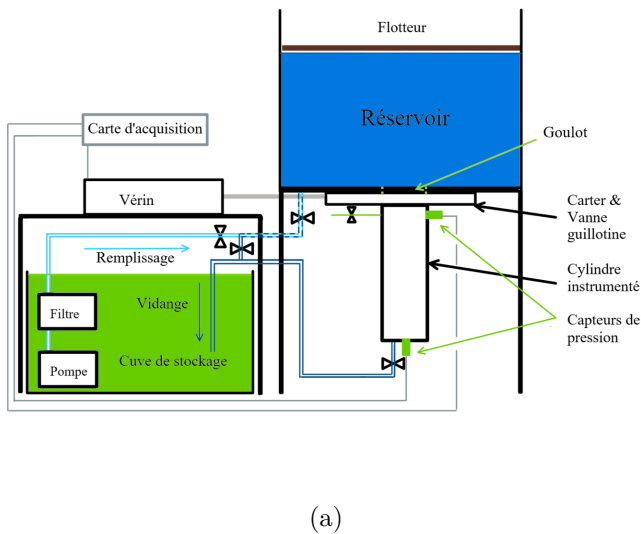 Flotteur
Réservoir
Goulot
Carte d'acquisition
Vérin
Carter &
Vanne
guillotine
Remplissage
Cylindre
instrumenté
Vidange
Filtre
Capteurs de
pression
Cuve de stockage
Pompe
(a)